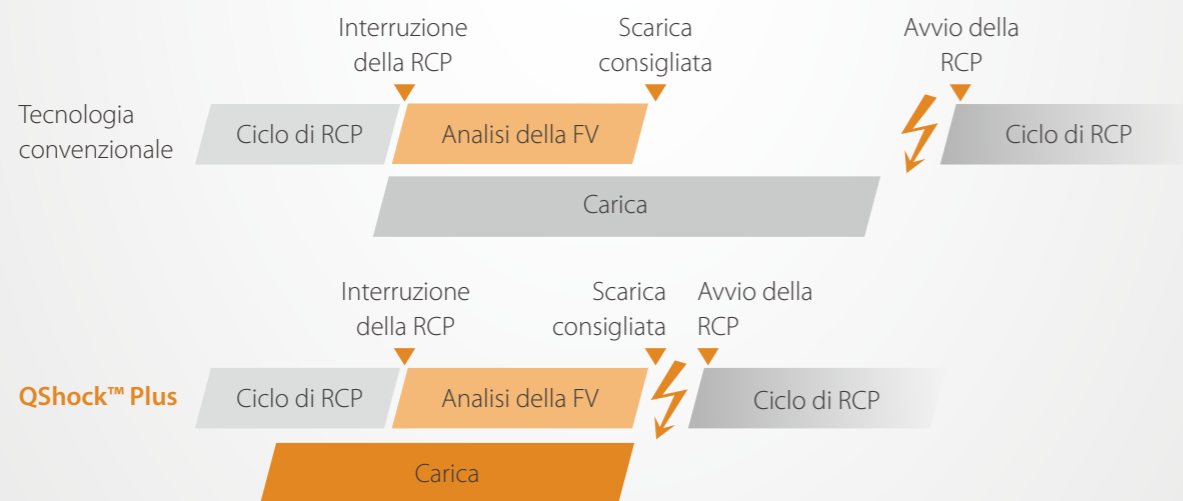 Interruzione
della RCP
Scarica
consigliata
Avvio della
RCP
Tecnologia
convenzionale
Ciclo di RCP
Analisi della FV
Ciclo di RCP
Carica
Interruzione
della RCP
Scarica
consigliata
Avvio della
RCP
QShock™ Plus
Ciclo di RCP
Analisi della FV
Ciclo di RCP
Carica